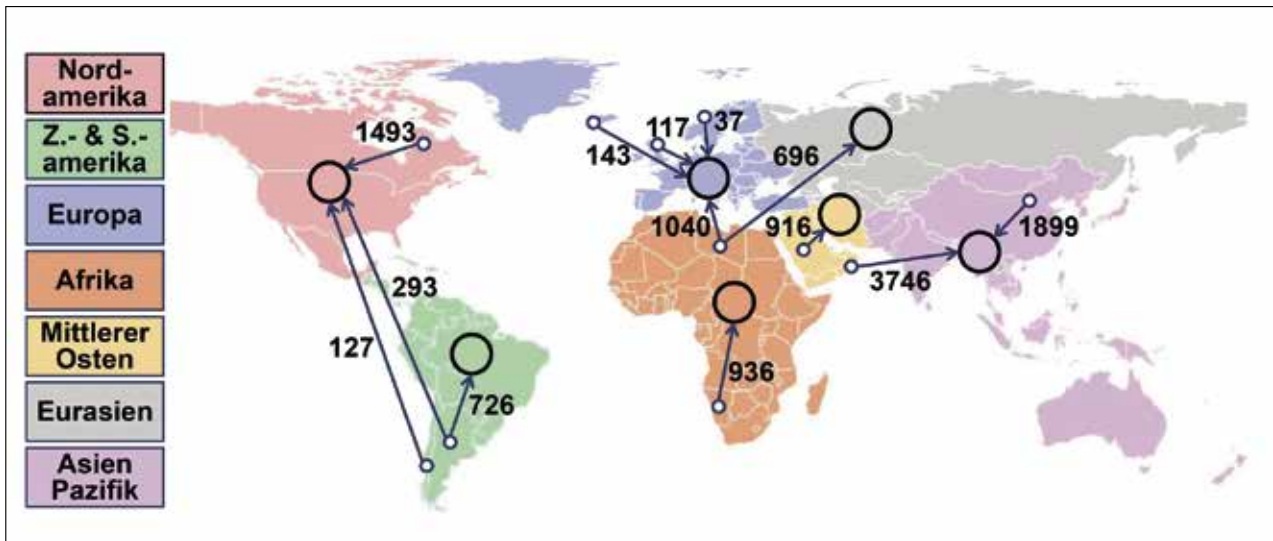 Nord-
amerika
Z.- & S.-
amerika
Europa
Afrika
Mittlerer
Osten
Eurasien
Asien
Pazifik
1493
117
37
143
696
1040
916
1899
3746
293
127
936
726